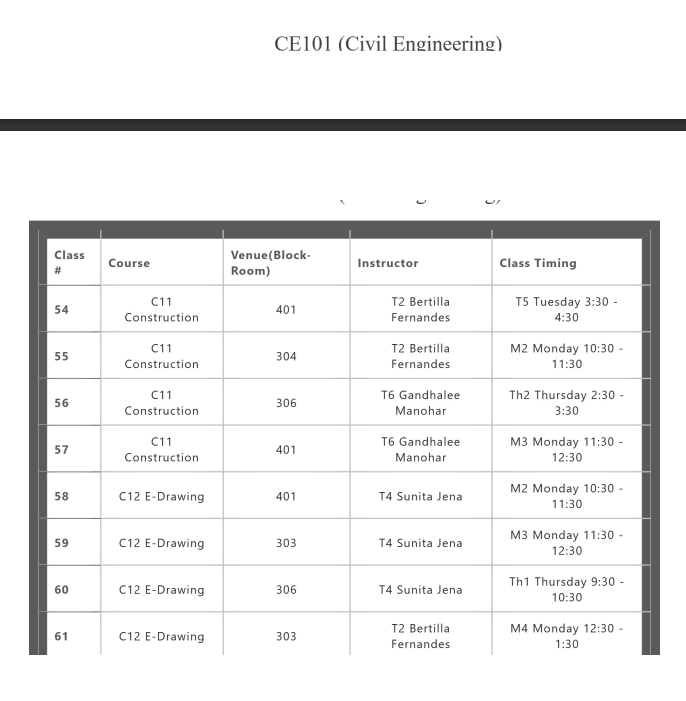 CE101 (Civil Engineering)
Class
#
Course
Venue(Block-
Room)
Instructor
Class Timing
54
C11
Construction
401
T2 Bertilla
Fernandes
T5 Tuesday 3:30 -
4:30
55
C11
Construction
304
T2 Bertilla
Fernandes
M2 Monday 10:30 -
11:30
56
C11
Construction
306
T6 Gandhalee
Manohar
Th2 Thursday 2:30 -
3:30
57
C11
Construction
401
T6 Gandhalee
Manohar
M3 Monday 11:30 -
12:30
58
C12 E-Drawing
401
T4 Sunita Jena
M2 Monday 10:30 -
11:30
59
C12 E-Drawing
303
T4 Sunita Jena
M3 Monday 11:30 -
12:30
60
C12 E-Drawing
306
T4 Sunita Jena
Th1 Thursday 9:30 -
10:30
61
C12 E-Drawing
303
T2 Bertilla
Fernandes
M4 Monday 12:30 -
1:30